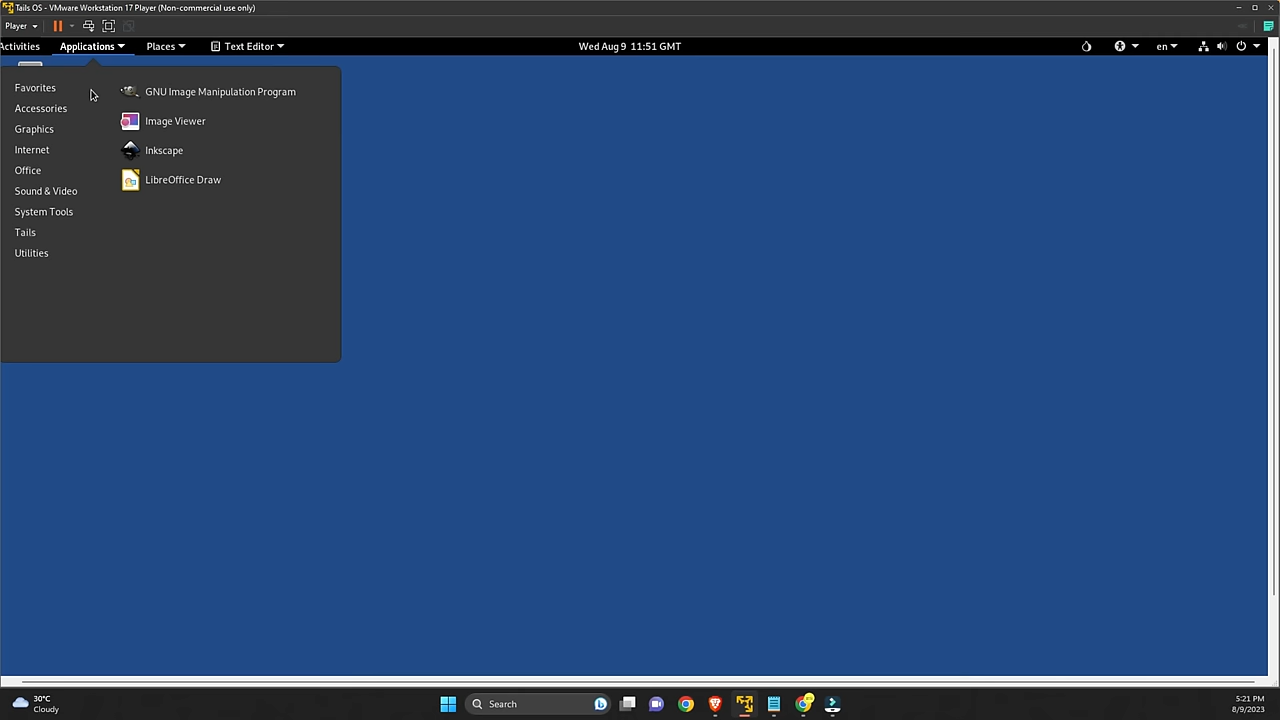 Tails OS - VMware Workstation 17 Player (Non-commercial use only)
Player
Activities Applications Places Text Editor Wed Aug 9 11:51 GMT en
Favorites
Accessories
Graphics
Internet
Office
Sound & Video
System Tools
Tails
Utilities
GNU Image Manipulation Program
Image Viewer
Inkscape
LibreOffice Draw
30°C
Cloudy
Search
5:21 PM
8/9/2023